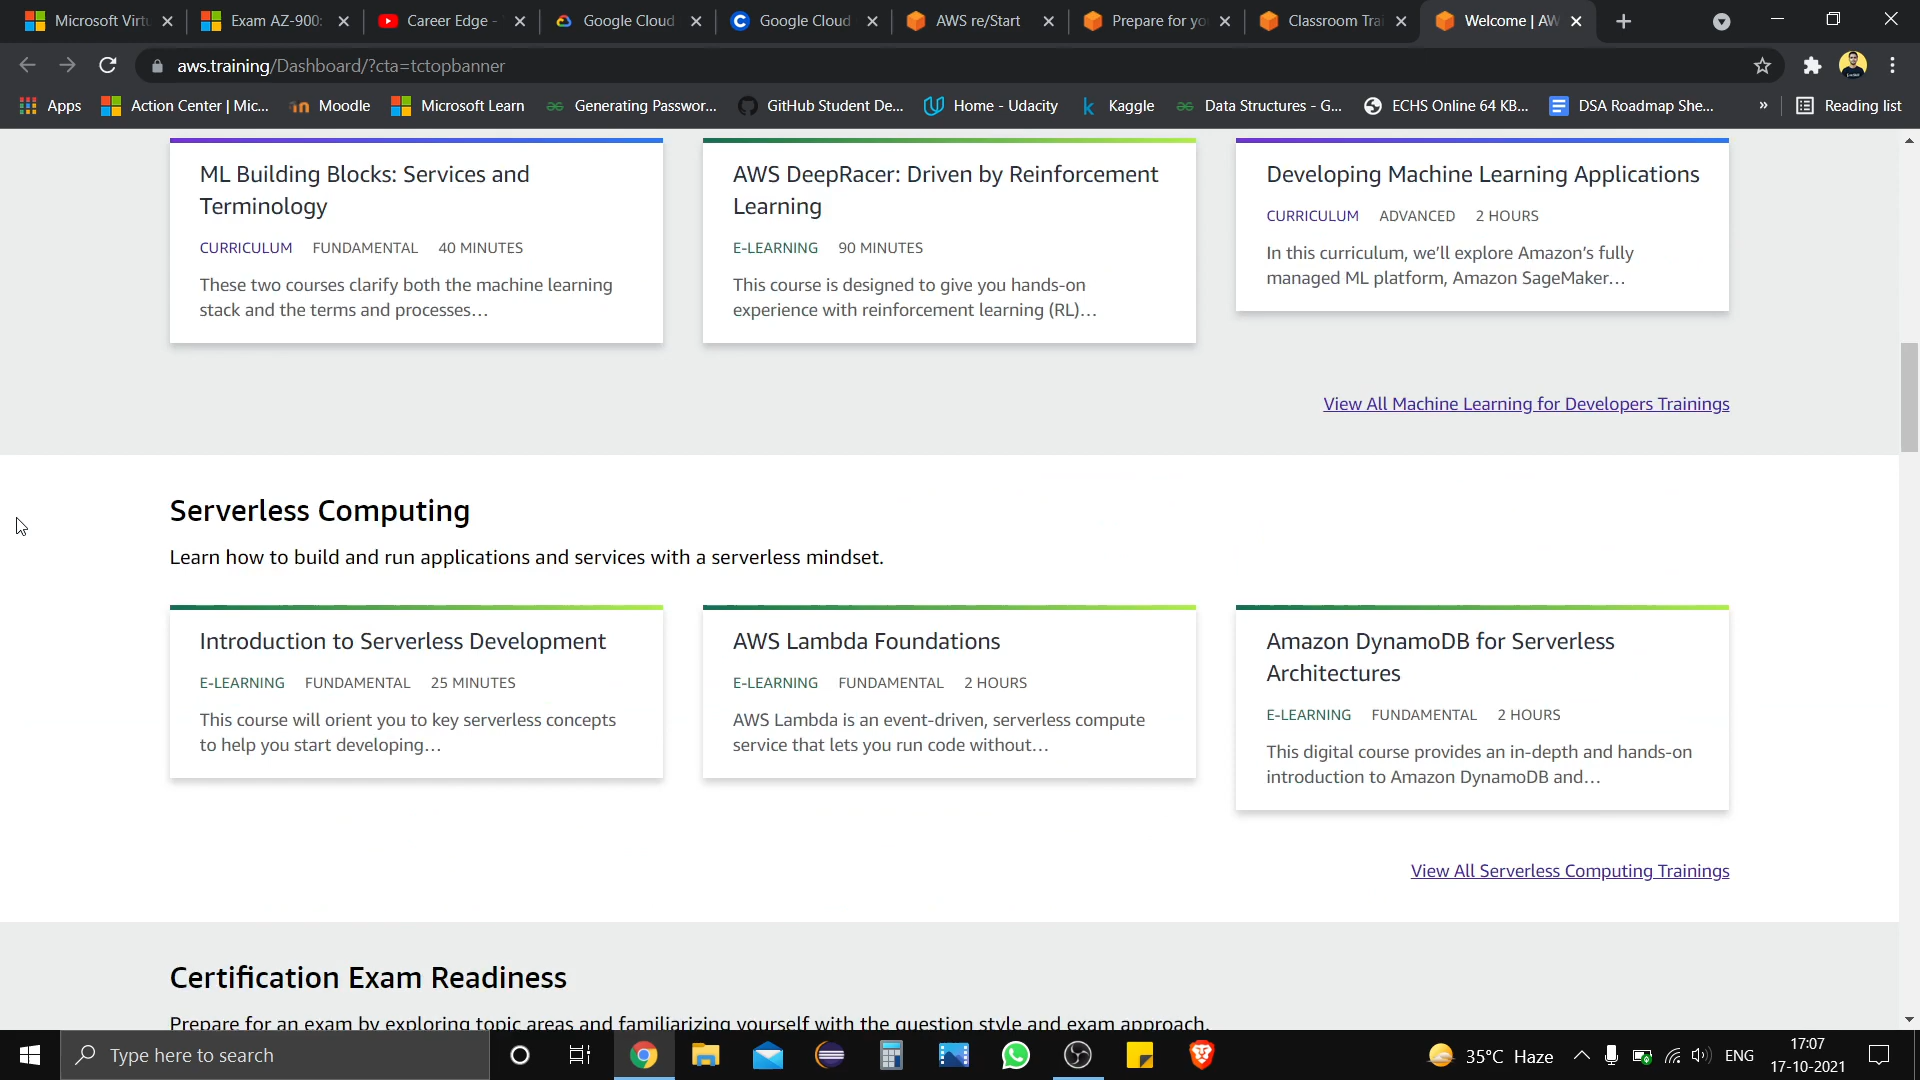 Microsoft Virtu
Exam AZ-900:
Career Edge -
Google Cloud
Google Cloud
AWS re/Start
Prepare for yo
Classroom Trai
Welcome | AW
aws.training/Dashboard/?cta=tctopbanner
Apps
Action Center | Mic...
Moodle
Microsoft Learn
Generating Passwor...
GitHub Student De...
Home - Udacity
Kaggle
Data Structures - G...
ECHS Online 64 KB...
DSA Roadmap She...
»
Reading list
ML Building Blocks: Services and
Terminology
CURRICULUM FUNDAMENTAL 40 MINUTES
These two courses clarify both the machine learning
stack and the terms and processes...
AWS DeepRacer: Driven by Reinforcement
Learning
E-LEARNING 90 MINUTES
This course is designed to give you hands-on
experience with reinforcement learning (RL)...
Developing Machine Learning Applications
CURRICULUM ADVANCED 2 HOURS
In this curriculum, we’ll explore Amazon’s fully
managed ML platform, Amazon SageMaker...
View All Machine Learning for Developers Trainings
Serverless Computing
Learn how to build and run applications and services with a serverless mindset.
Introduction to Serverless Development
E-LEARNING FUNDAMENTAL 25 MINUTES
This course will orient you to key serverless concepts
to help you start developing...
AWS Lambda Foundations
E-LEARNING FUNDAMENTAL 2 HOURS
AWS Lambda is an event-driven, serverless compute
service that lets you run code without...
Amazon DynamoDB for Serverless
Architectures
E-LEARNING FUNDAMENTAL 2 HOURS
This digital course provides an in-depth and hands-on
introduction to Amazon DynamoDB and...
View All Serverless Computing Trainings
Certification Exam Readiness
Prepare for an exam by exploring topic areas and familiarizing yourself with the question style and exam approach.
Type here to search
35°C Haze
ENG
17:07
17-10-2021